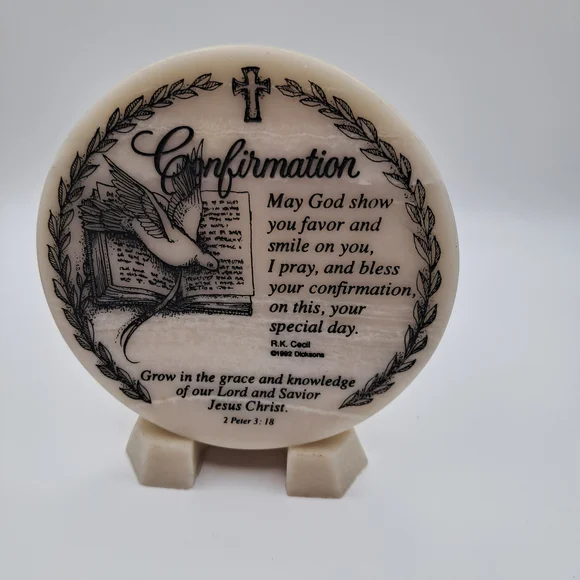 Confirmation
May God show
you favor and
smile on you,
I pray, and bless
your confirmation,
on this, your
special day.
R.K. Cecil
©1992 Dicksons
Grow in the grace and knowledge
of our Lord and Savior
Jesus Christ.
2 Peter 3: 18